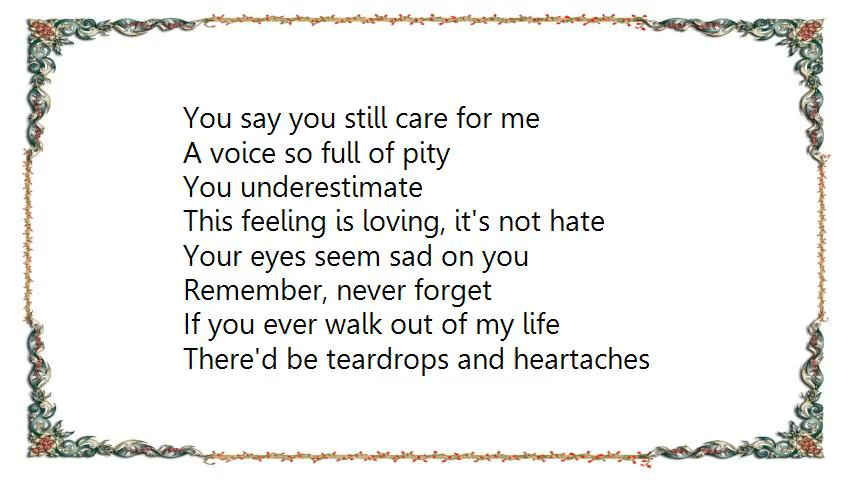 You say you still care for me
A voice so full of pity
You underestimate
This feeling is loving, it's not hate
Your eyes seem sad on you
Remember, never forget
If you ever walk out of my life
There'd be teardrops and heartaches